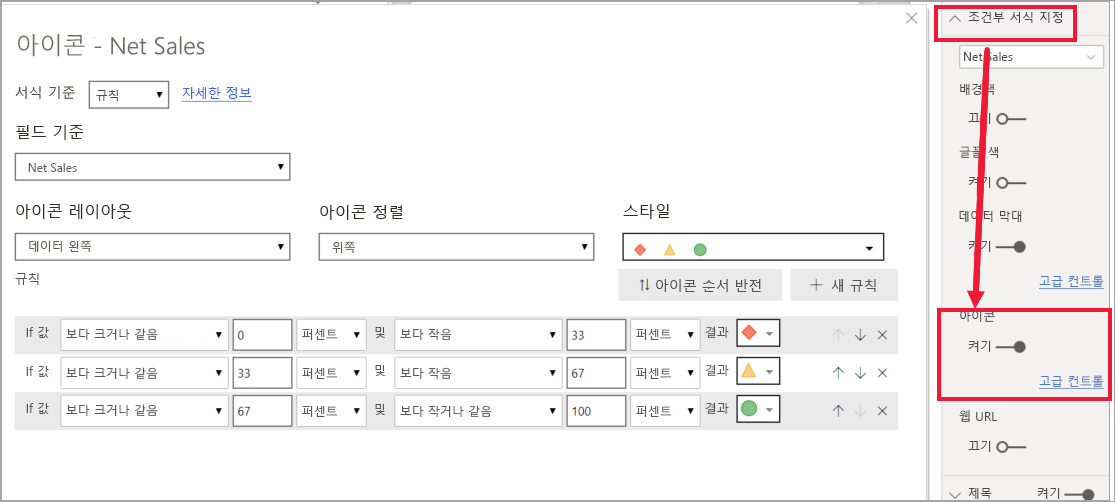 아이콘 - Net Sales
서식 기준 규칙 자세한 정보
필드 기준
Net Sales
아이콘 레이아웃 아이콘 정렬 스타일
데이터 왼쪽 위쪽
규칙 아이콘 순서 반전 새 규칙
If 값 보다 크거나 같음 0 퍼센트 및 보다 작음 33 퍼센트 결과
If 값 보다 크거나 같음 33 퍼센트 및 보다 작음 67 퍼센트 결과
If 값 보다 크거나 같음 67 퍼센트 및 보다 작거나 같음 100 퍼센트 결과
조건부 서식 지정
Net Sales
배경색
끄기
글꼴 색
켜기
데이터 막대
켜기
고급 컨트롤
아이콘
켜기
고급 컨트롤
웹 URL
끄기
제목 켜기